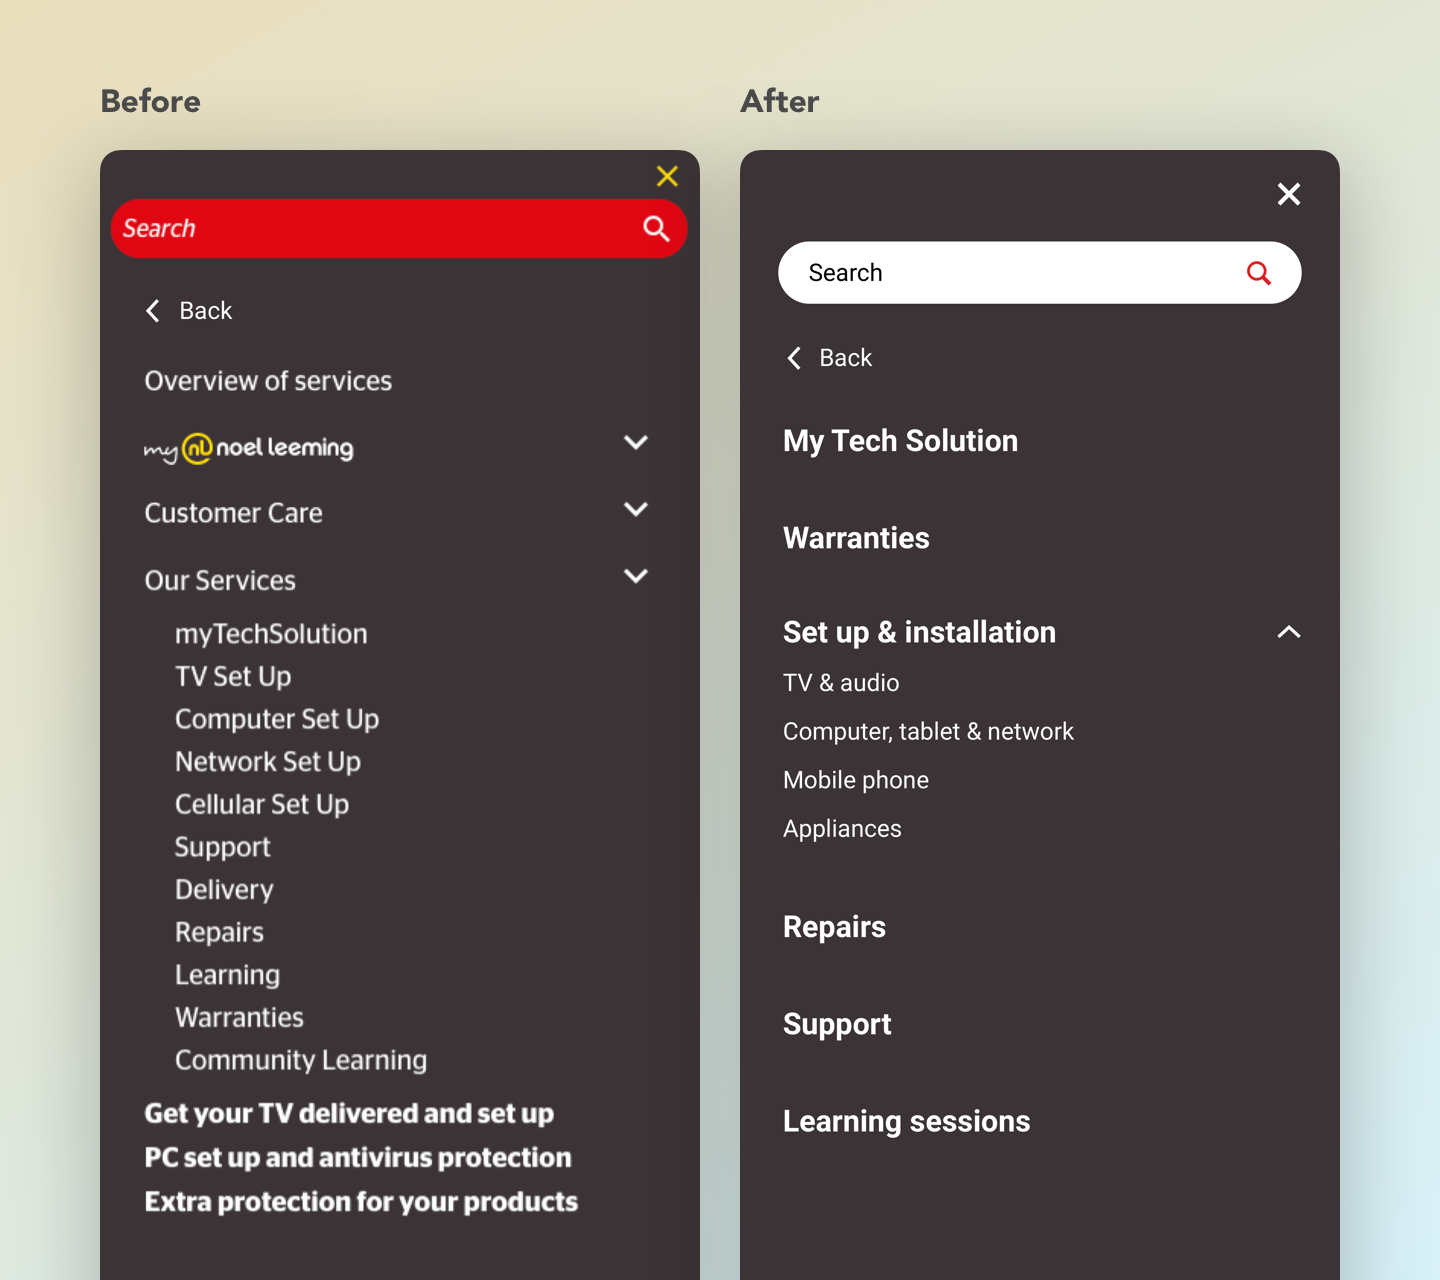 Before
Search
Back
Overview of services
my nl noel leeming
Customer Care
Our Services
myTechSolution
TV Set Up
Computer Set Up
Network Set Up
Cellular Set Up
Support
Delivery
Repairs
Learning
Warranties
Community Learning
Get your TV delivered and set up
PC set up and antivirus protection
Extra protection for your products
After
Search
Back
My Tech Solution
Warranties
Set up & installation
TV & audio
Computer, tablet & network
Mobile phone
Appliances
Repairs
Support
Learning sessions